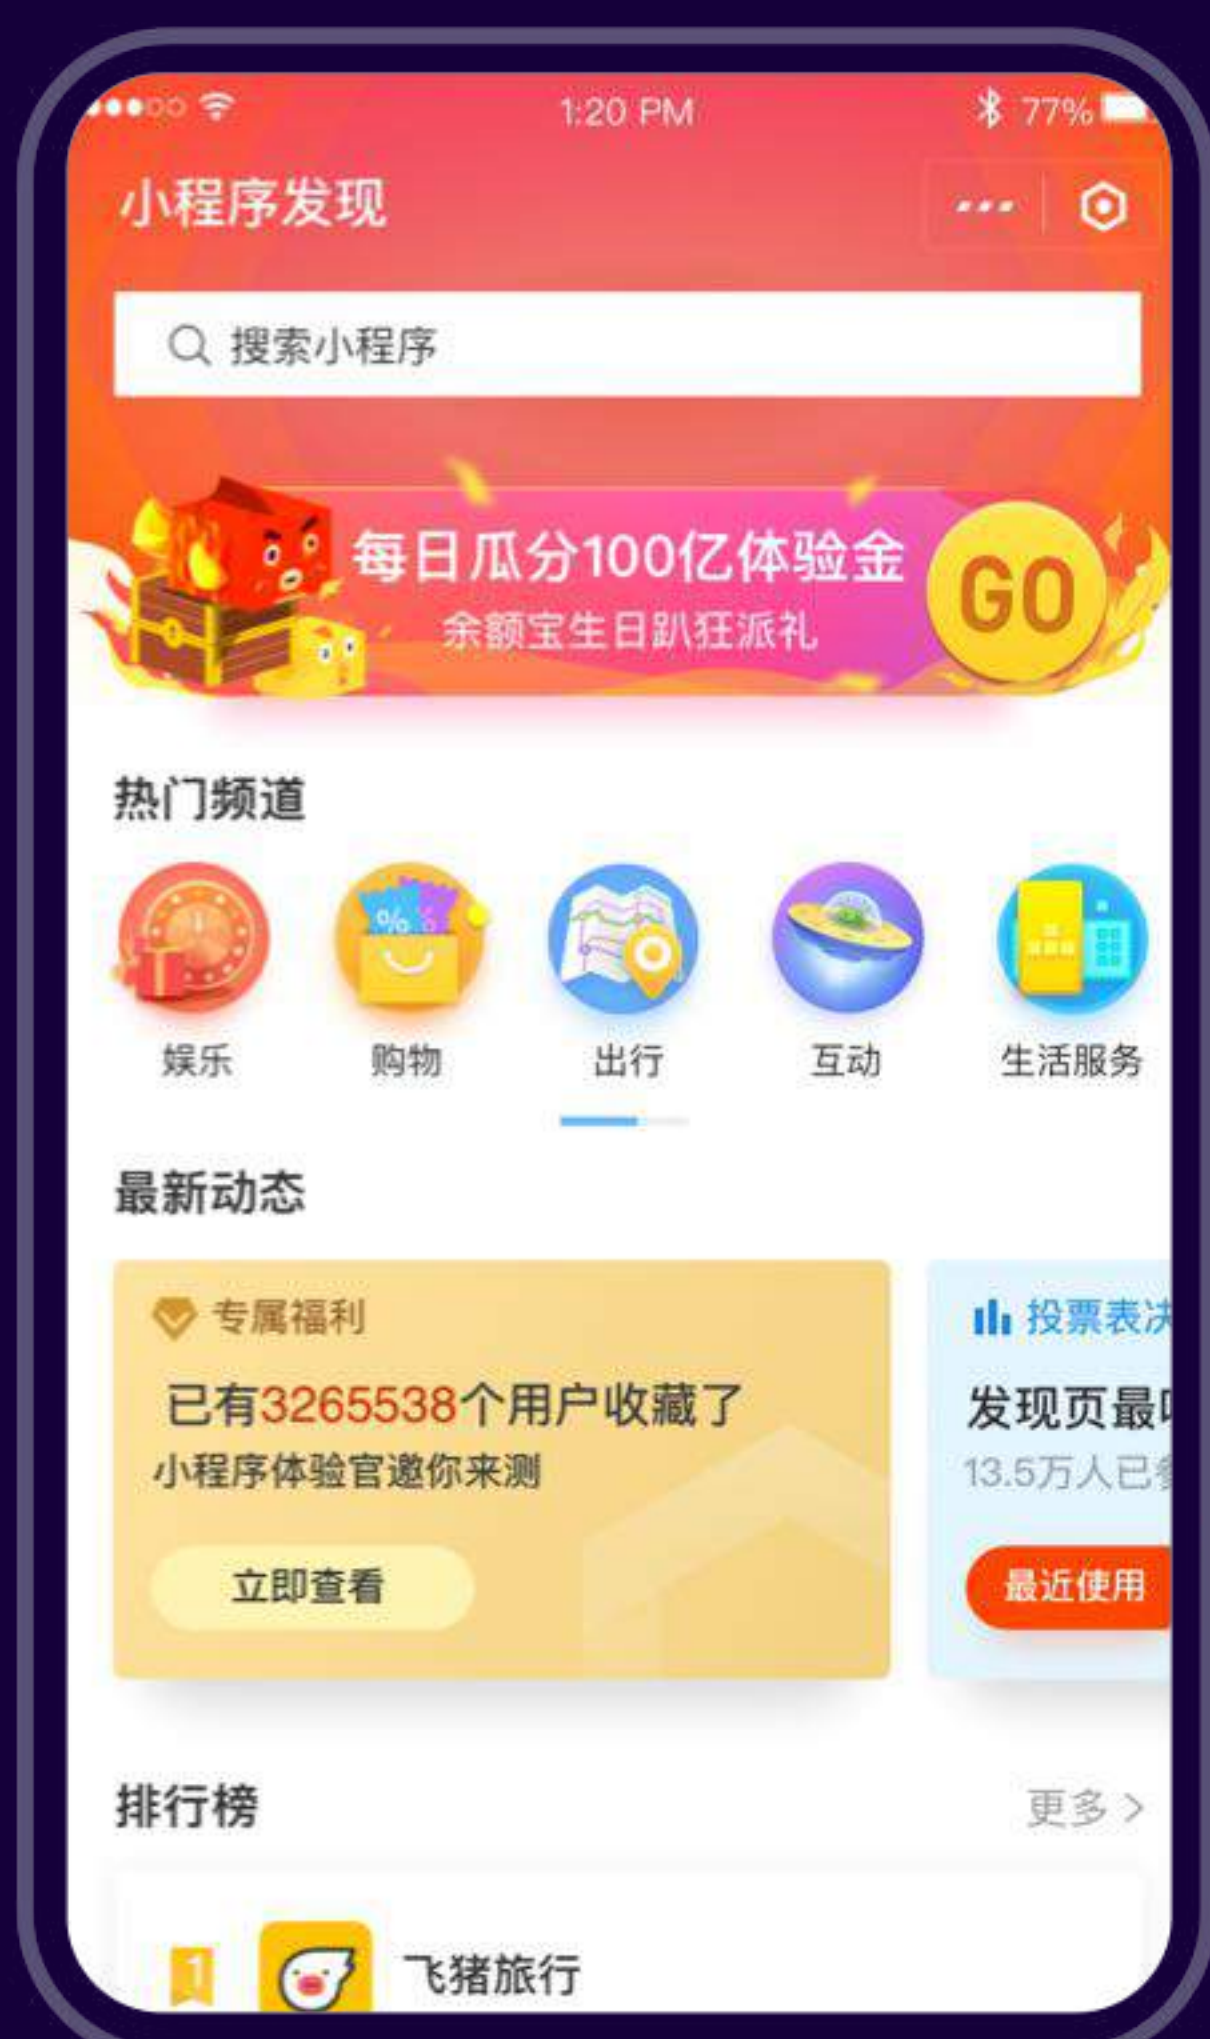 1:20 PM
77%
小程序发现
搜索小程序
每日瓜分100亿体验金
余额宝生日趴狂派礼
GO
热门频道
%
娱乐
购物
出行
互动
生活服务
最新动态
专属福利
已有3265538个用户收藏了
小程序体验官邀你来测
立即查看
投票表决
发现页最
13.5万人已
最近使用
排行榜
更多 >
1
飞猪旅行